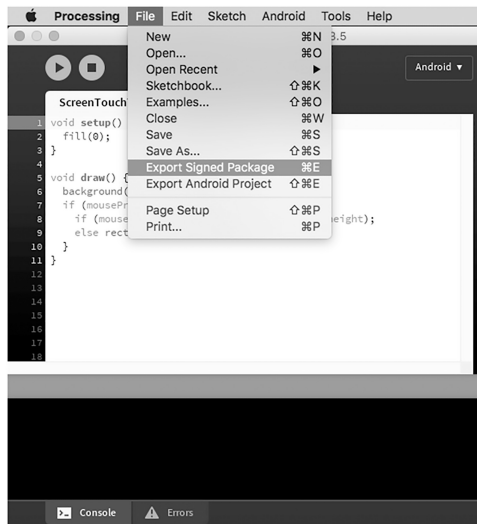 Processing File Edit Sketch Android Tools Help
3.5
Android ▾
New ⌘N
Open... ⌘O
Open Recent ▶
Sketchbook... ⇧⌘K
Examples... ⇧⌘O
Close ⌘W
Save ⌘S
Save As... ⇧⌘S
Export Signed Package ⌘E
Export Android Project ⇧⌘E
Page Setup ⇧⌘P
Print... ⌘P
ScreenTouch
1 void setup()
2 fill(0);
3 }
4
5 void draw() {
6 background(
7 if (mousePr
8 if (mouse eight);
9 else rect
10 }
11 }
12
13
14
15
16
17
18
Console Errors